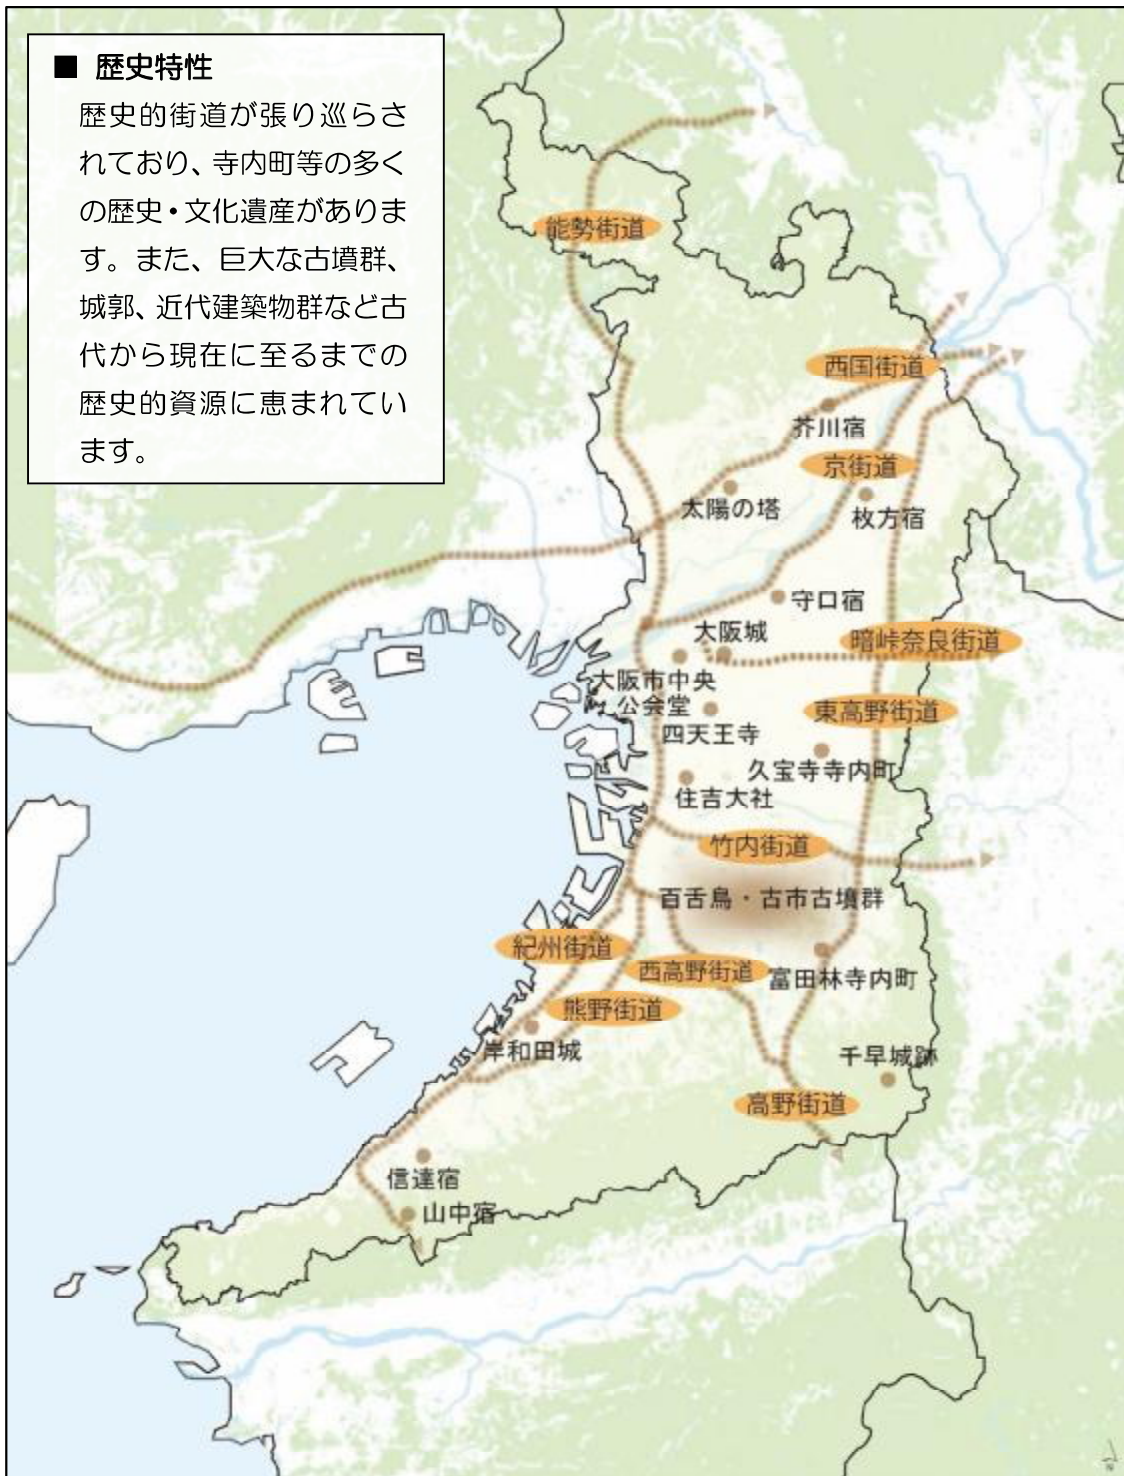 ■ 歴史特性
歴史的街道が張り巡らさ
れており、寺内町等の多く
の歴史・文化遺産がありま
す。また、巨大な古墳群、
城郭、近代建築物群など古
代から現在に至るまでの
歴史的資源に恵まれてい
ます。
能勢街道
西国街道
芥川宿
京街道
太陽の塔
枚方宿
守口宿
大阪城
暗峠奈良街道
大阪市中央
公会堂
東高野街道
四天王寺
久宝寺寺内町
住吉大社
竹内街道
百舌鳥・古市古墳群
紀州街道
西高野街道
富田林寺内町
熊野街道
岸和田城
千早城跡
高野街道
信達宿
山中宿